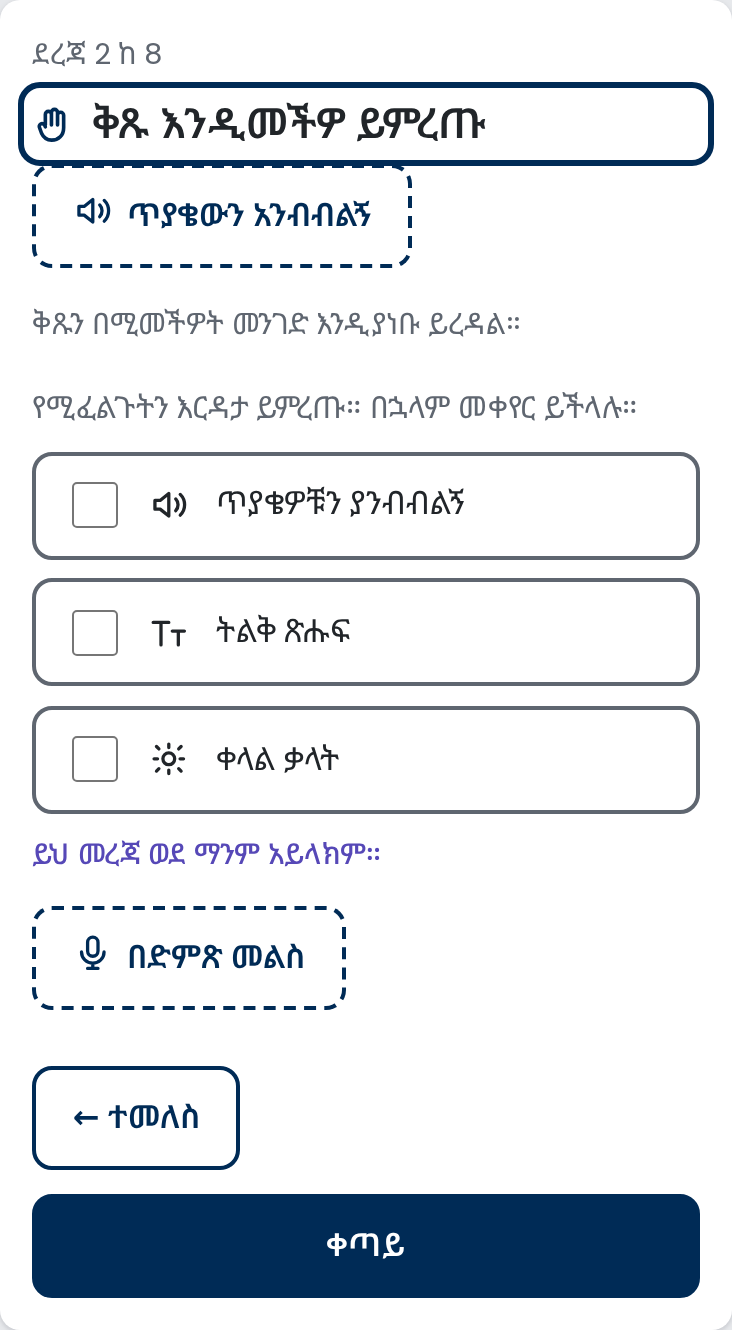 ደረጃ 2 ከ 8
ቅጹ እንዲመችዎ ይምረጡ
ጥያቄውን አንብብልኝ
ቅጹን በሚመችዎት መንገድ እንዲያነቡ ይረዳል።
የሚፈልጉትን እርዳታ ይምረጡ። በኋላም መቀየር ይችላሉ።
ጥያቄዎቹን ያንብብልኝ
ትልቅ ጽሑፍ
ቀላል ቃላት
ይህ መረጃ ወደ ማንም አይላክም።
በድምጽ መልስ
← ተመለስ
ቀጣይ